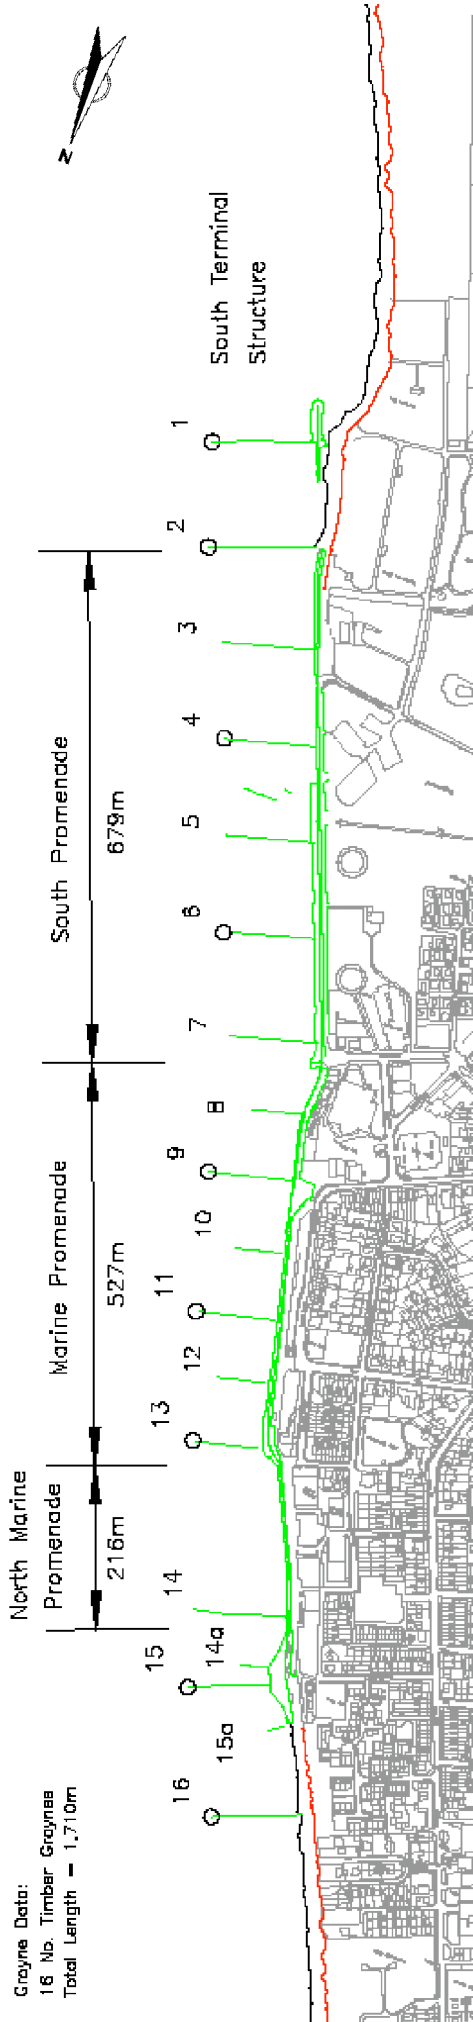 Groyne Data:
16 No. Timber Groynes
Total Length = 1,710m
North Marine
Promenade
216m
Marine Promenade
527m
South Promenade
679m
N
South Terminal
Structure
16
15a
15
14a
14
13
12
11
10
9
8
7
6
5
4
3
2
1